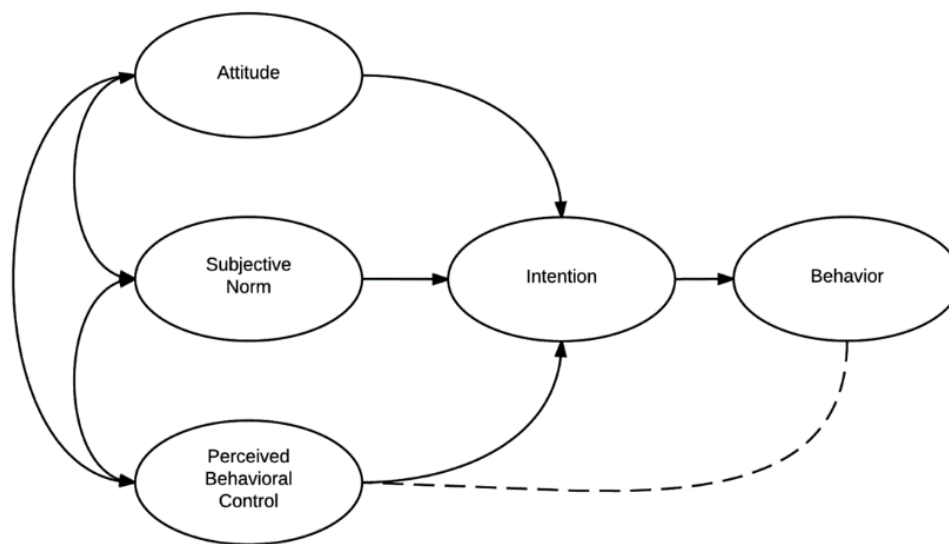 Attitude
Subjective
Norm
Intention
Behavior
Perceived
Behavioral
Control